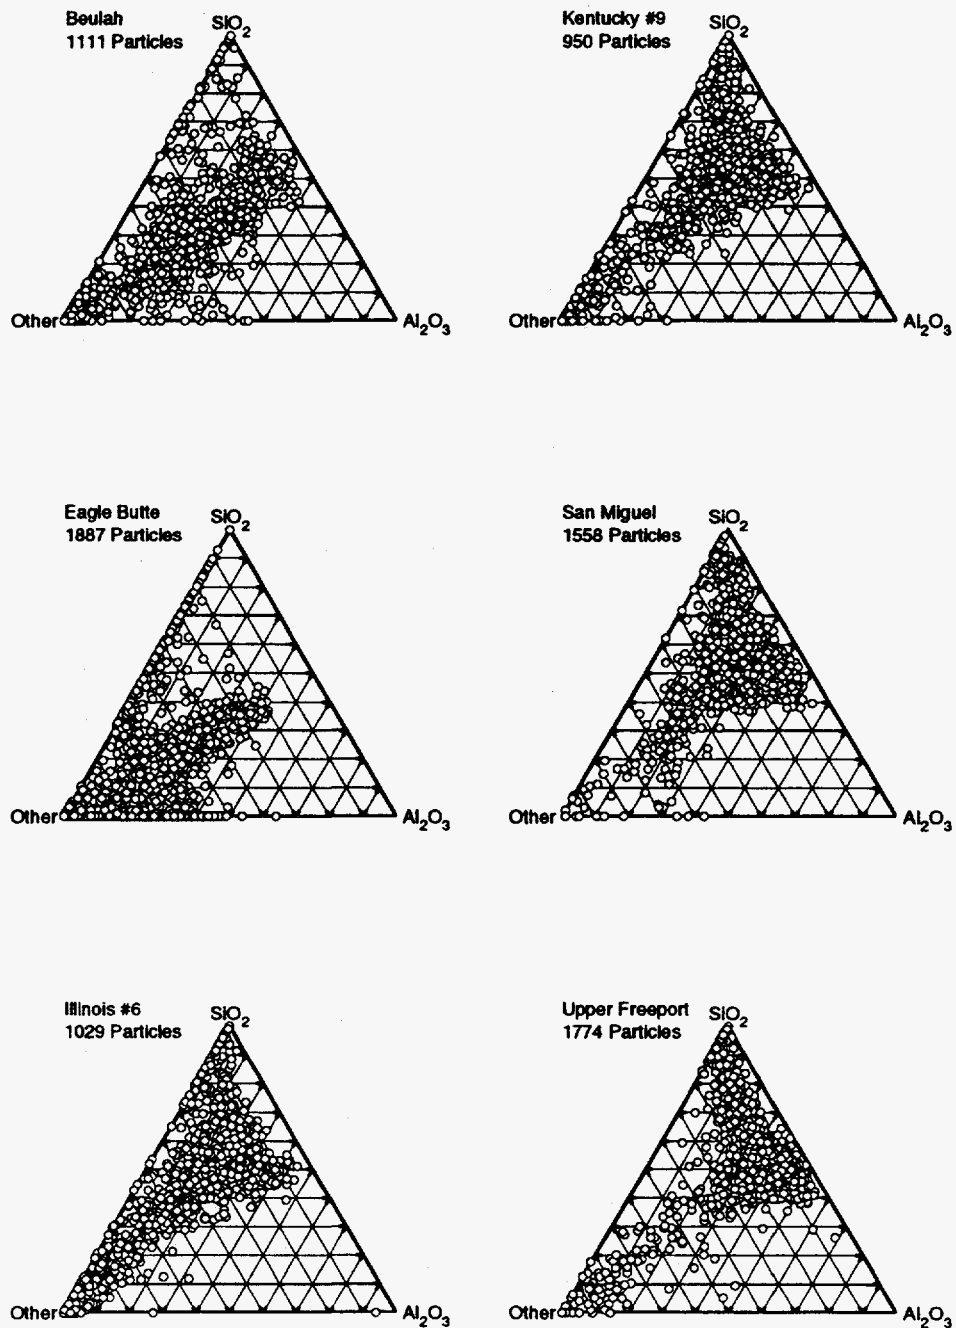 Beulah
1111 Particles
SiO2
Other
Al2O3
Kentucky #9
950 Particles
SiO2
Other
Al2O3
Eagle Butte
1887 Particles
SiO2
Other
Al2O3
San Miguel
1558 Particles
SiO2
Other
Al2O3
Illinois #6
1029 Particles
SiO2
Other
Al2O3
Upper Freeport
1774 Particles
SiO2
Other
Al2O3